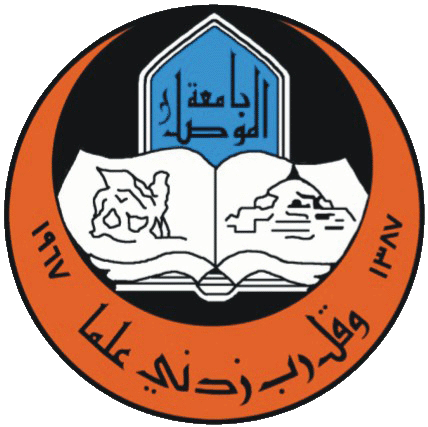 جامعة
الموصل
١٣٨٧
١٩٦٧
وقل رب زدني علما